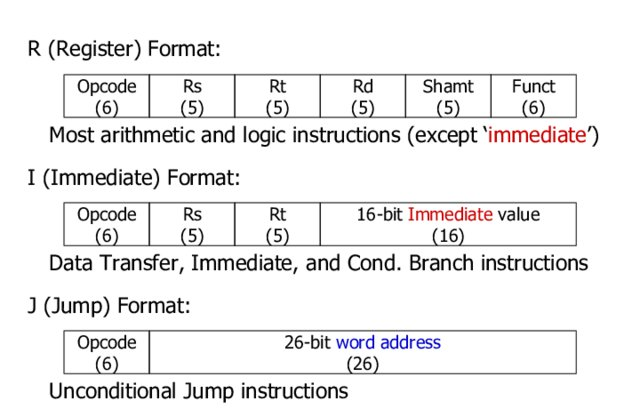 R (Register) Format:
Opcode Rs Rt Rd Shamt Funct
(6) (5) (5) (5) (5) (6)
Most arithmetic and logic instructions (except ‘immediate’)
I (Immediate) Format:
Opcode Rs Rt 16-bit Immediate value
(6) (5) (5) (16)
Data Transfer, Immediate, and Cond. Branch instructions
J (Jump) Format:
Opcode 26-bit word address
(6) (26)
Unconditional Jump instructions